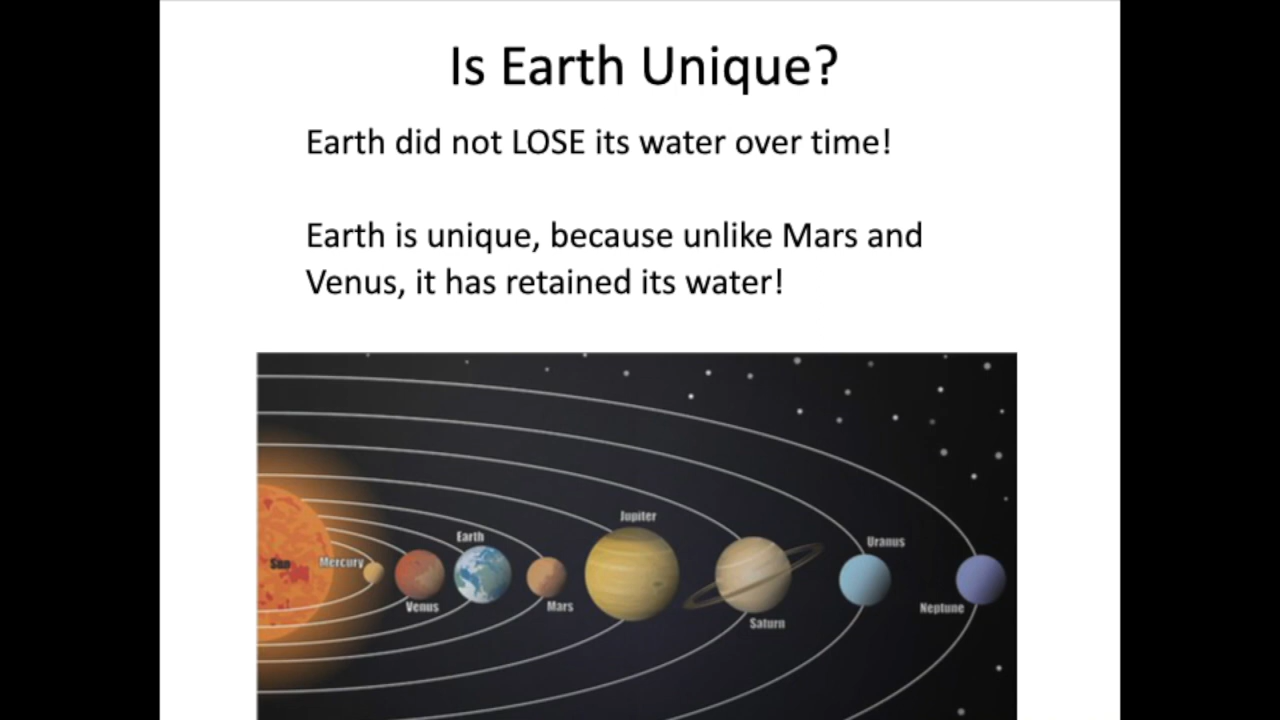 Is Earth Unique?
Earth did not LOSE its water over time!
Earth is unique, because unlike Mars and
Venus, it has retained its water!
Sun
Mercury
Venus
Earth
Mars
Jupiter
Saturn
Uranus
Neptune